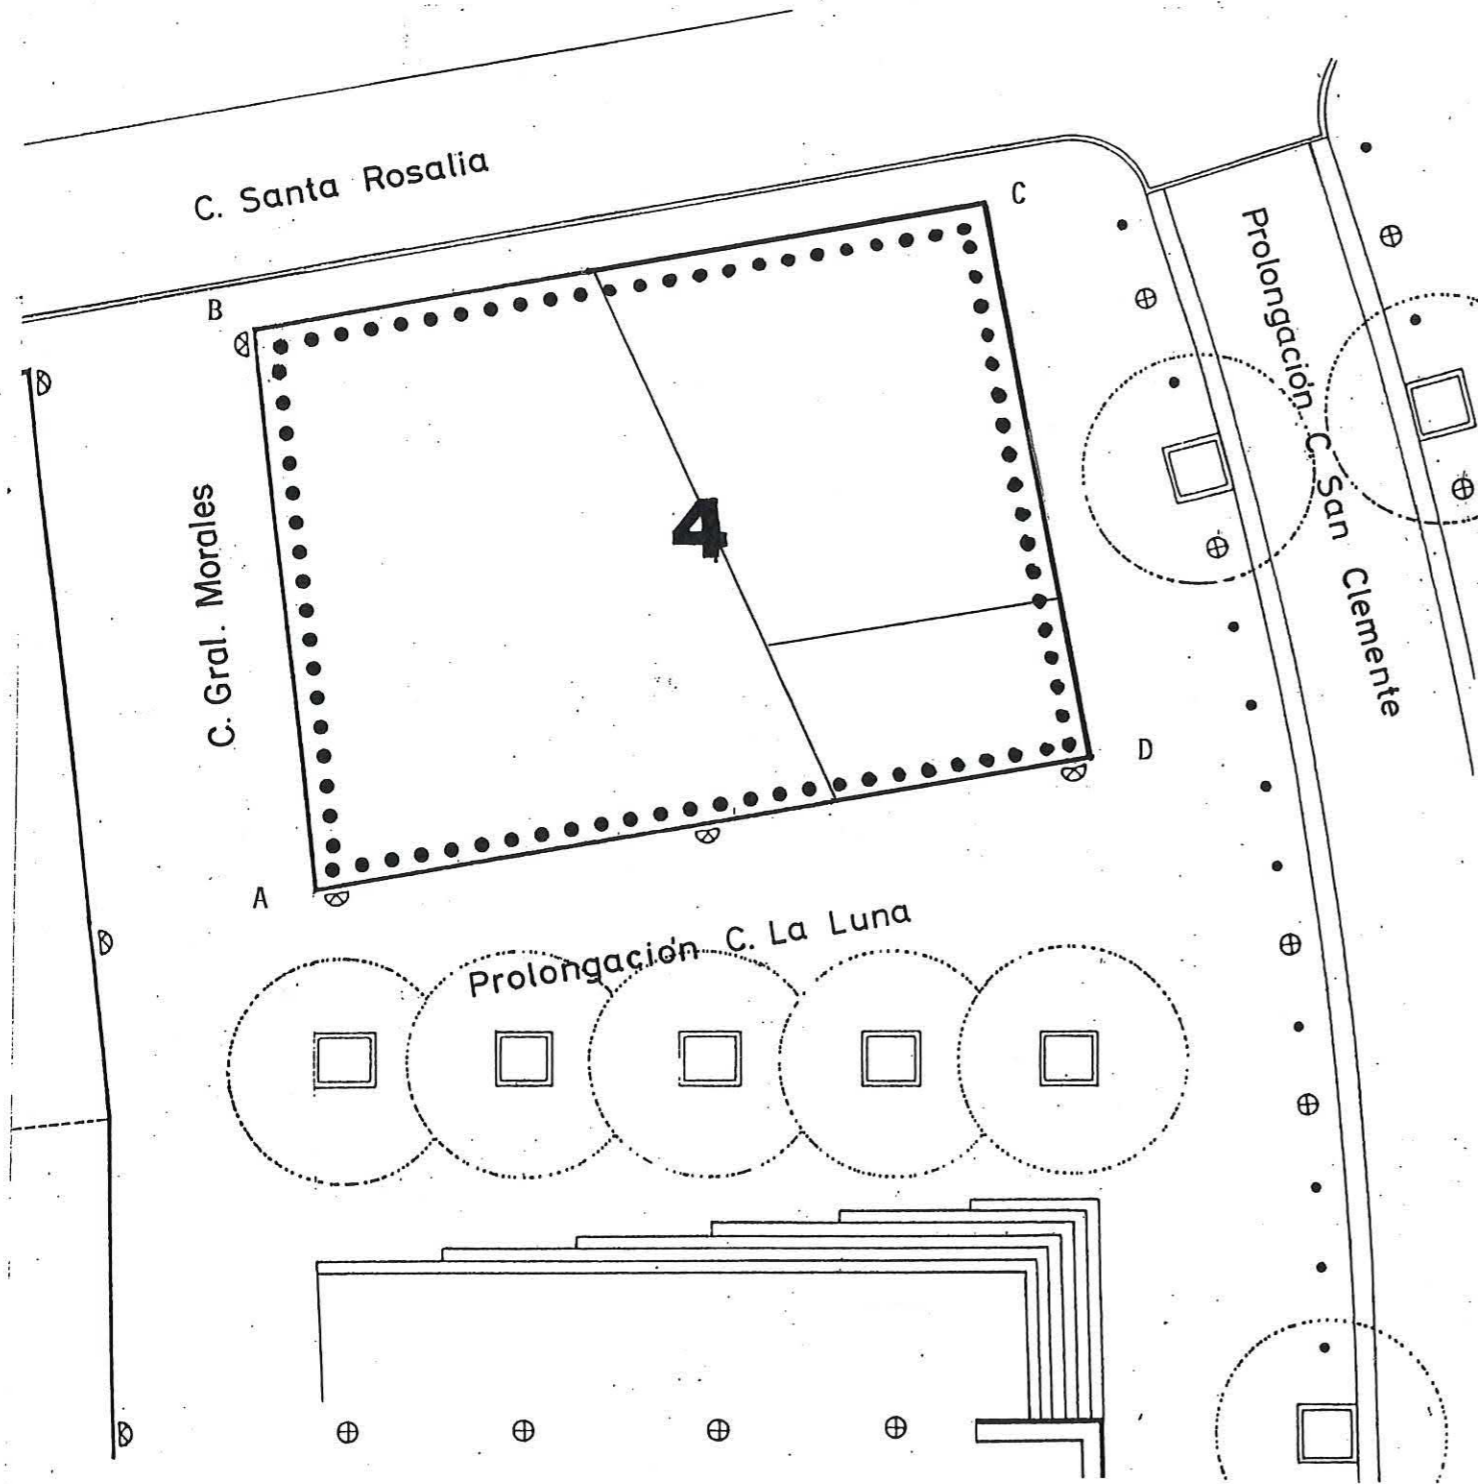 C. Santa Rosalia
C
B
Prolongación C. San Clemente
4
C. Gral. Morales
D
A
Prolongación C. La Luna